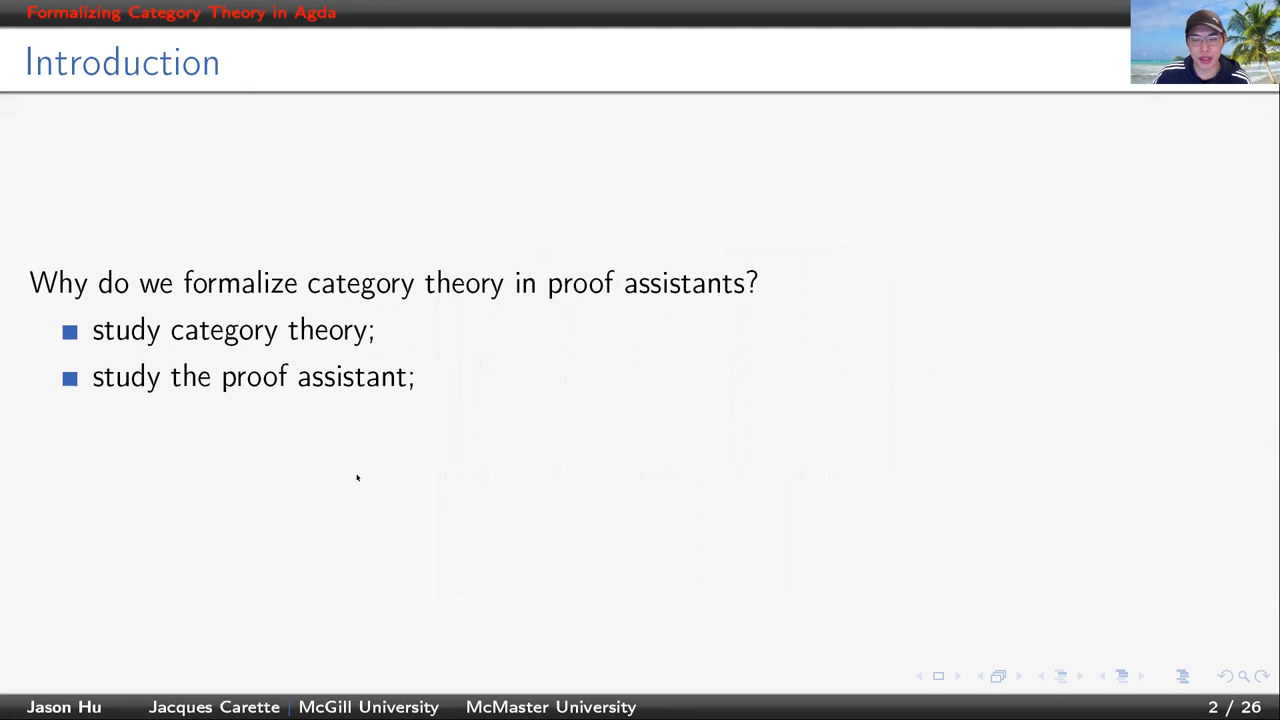 Formalizing Category Theory in Agda
Introduction
Why do we formalize category theory in proof assistants?
study category theory;
study the proof assistant;
Jason Hu Jacques Carette | McGill University McMaster University 2 / 26